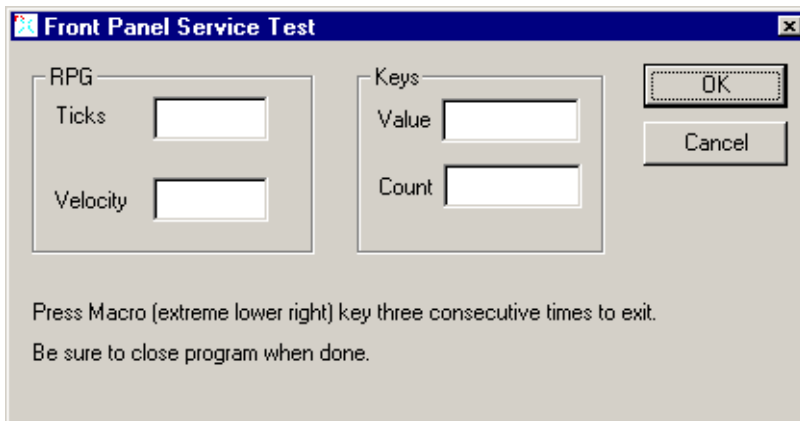 Front Panel Service Test
RPG
Ticks
Velocity
Keys
Value
Count
OK
Cancel
Press Macro (extreme lower right) key three consecutive times to exit.
Be sure to close program when done.